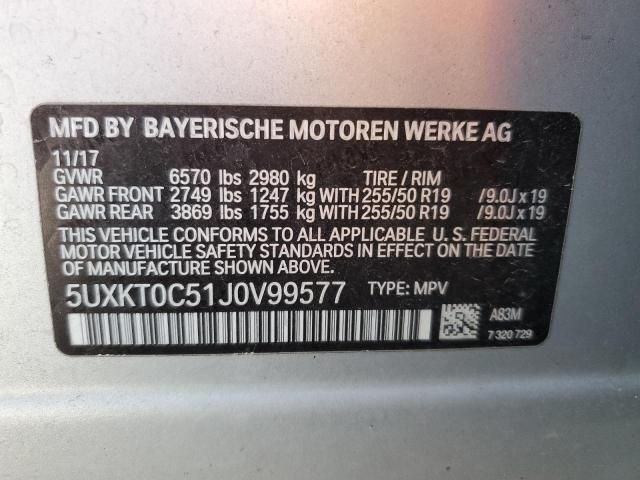 MFD BY BAYERISCHE MOTOREN WERKE AG
11/17
GVWR 6570 lbs 2980 kg TIRE / RIM
GAWR FRONT 2749 lbs 1247 kg WITH 255/50 R19 /9.0J x 19
GAWR REAR 3869 lbs 1755 kg WITH 255/50 R19 /9.0J x 19
THIS VEHICLE CONFORMS TO ALL APPLICABLE U. S. FEDERAL
MOTOR VEHICLE SAFETY STANDARDS IN EFFECT ON THE DATE
OF MANUFACTURE SHOWN ABOVE.
5UXKT0C51J0V99577 TYPE: MPV
A83M
7 320 729